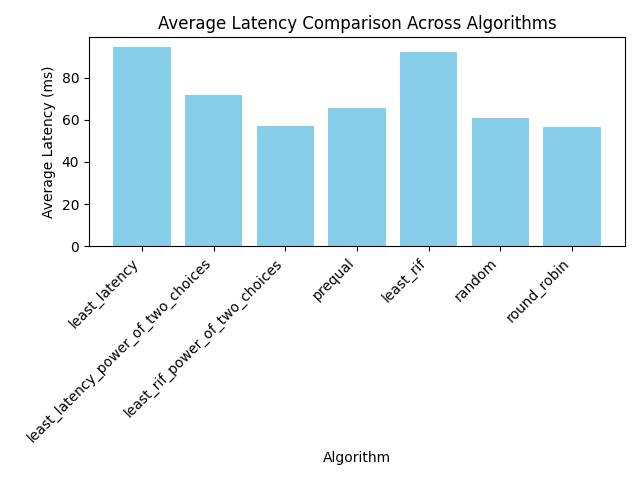 Average Latency Comparison Across Algorithms
Average Latency (ms)
80
60
40
20
0
least_latency
least_latency_power_of_two_choices
least_rif_power_of_two_choices
prequal
least_rif
random
round_robin
Algorithm